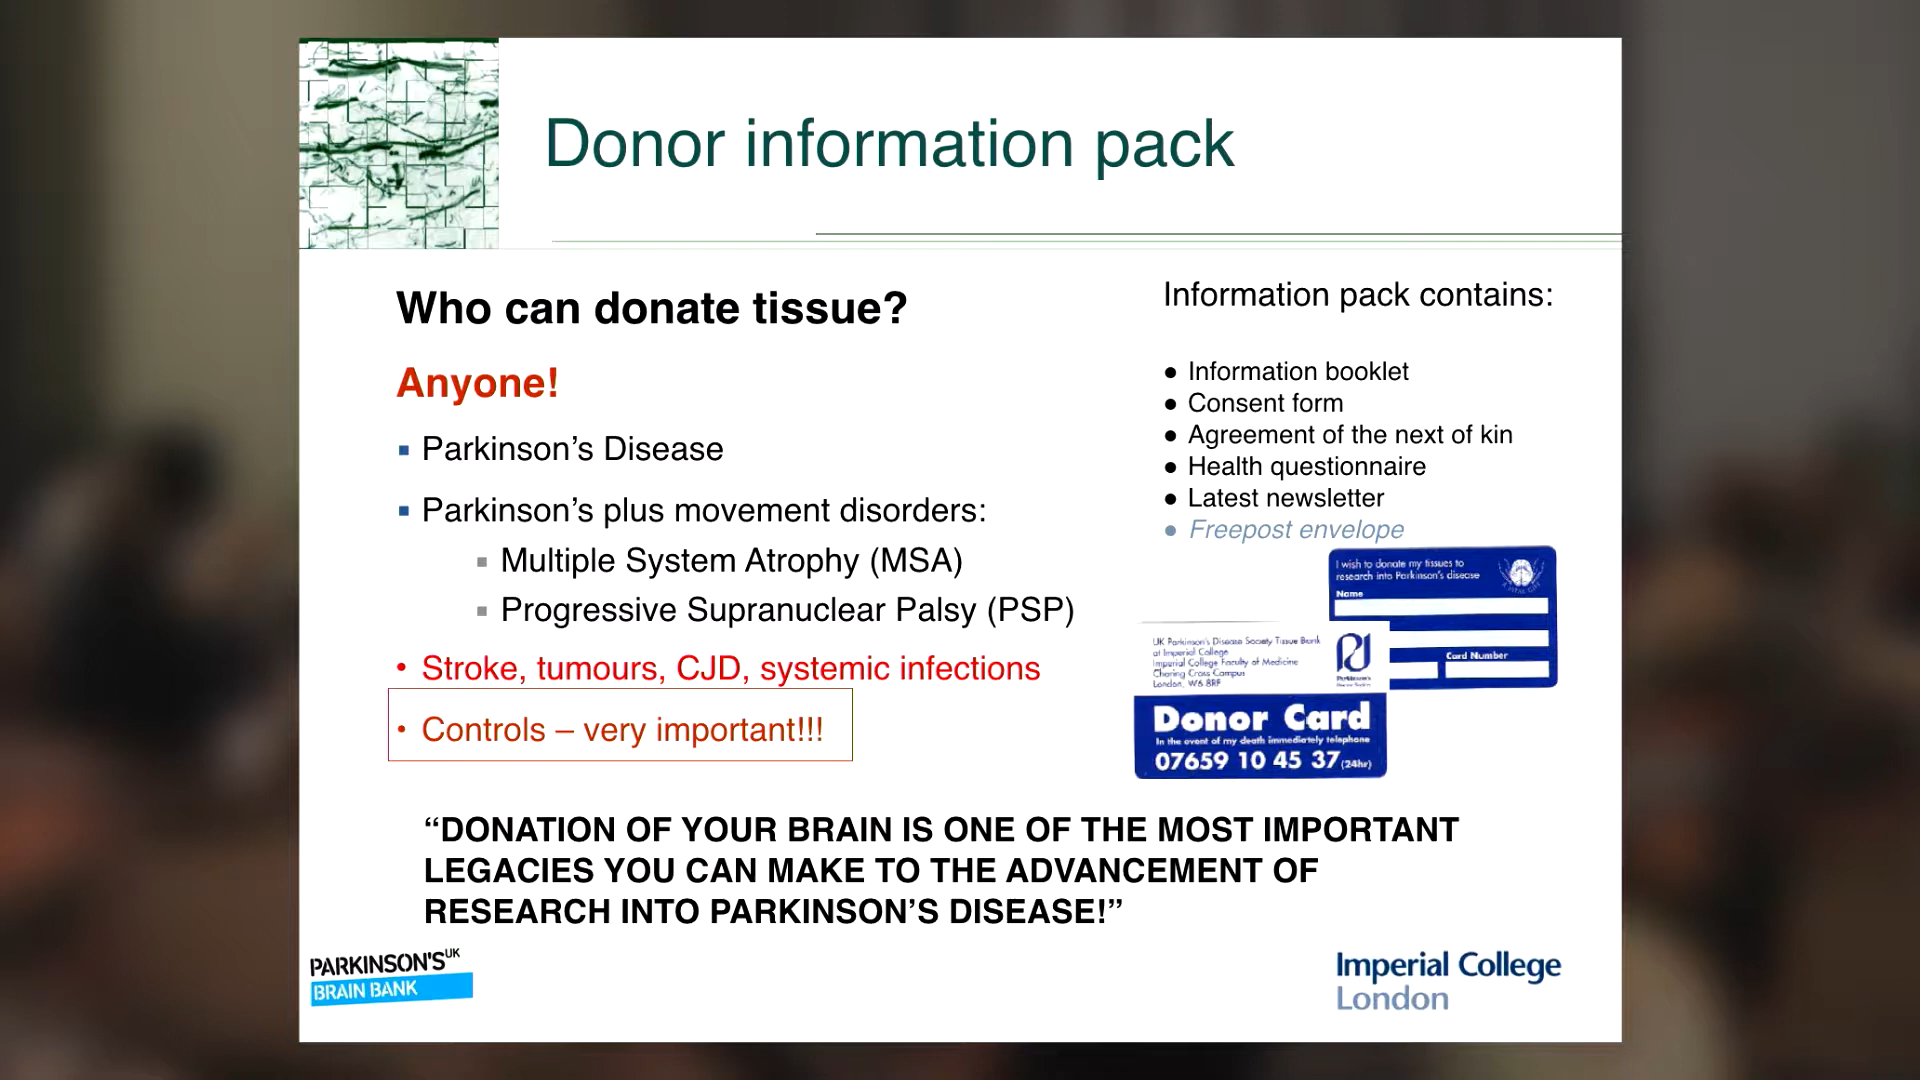 Donor information pack
Who can donate tissue?
Anyone!
▪ Parkinson’s Disease
▪ Parkinson’s plus movement disorders:
▪ Multiple System Atrophy (MSA)
▪ Progressive Supranuclear Palsy (PSP)
• Stroke, tumours, CJD, systemic infections
• Controls – very important!!!
Information pack contains:
● Information booklet
● Consent form
● Agreement of the next of kin
● Health questionnaire
● Latest newsletter
● Freepost envelope
I wish to donate my tissues to
research into Parkinson's disease
Name
Card Number
UK Parkinson's Disease Society Tissue Bank
at Imperial College
Imperial College Faculty of Medicine
Charing Cross Campus
London, W6 8RF
Parkinson's
Donor Card
In the event of my death immediately telephone
07659 10 45 37 (24hr)
“DONATION OF YOUR BRAIN IS ONE OF THE MOST IMPORTANT
LEGACIES YOU CAN MAKE TO THE ADVANCEMENT OF
RESEARCH INTO PARKINSON’S DISEASE!”
PARKINSON'S UK
BRAIN BANK
Imperial College
London